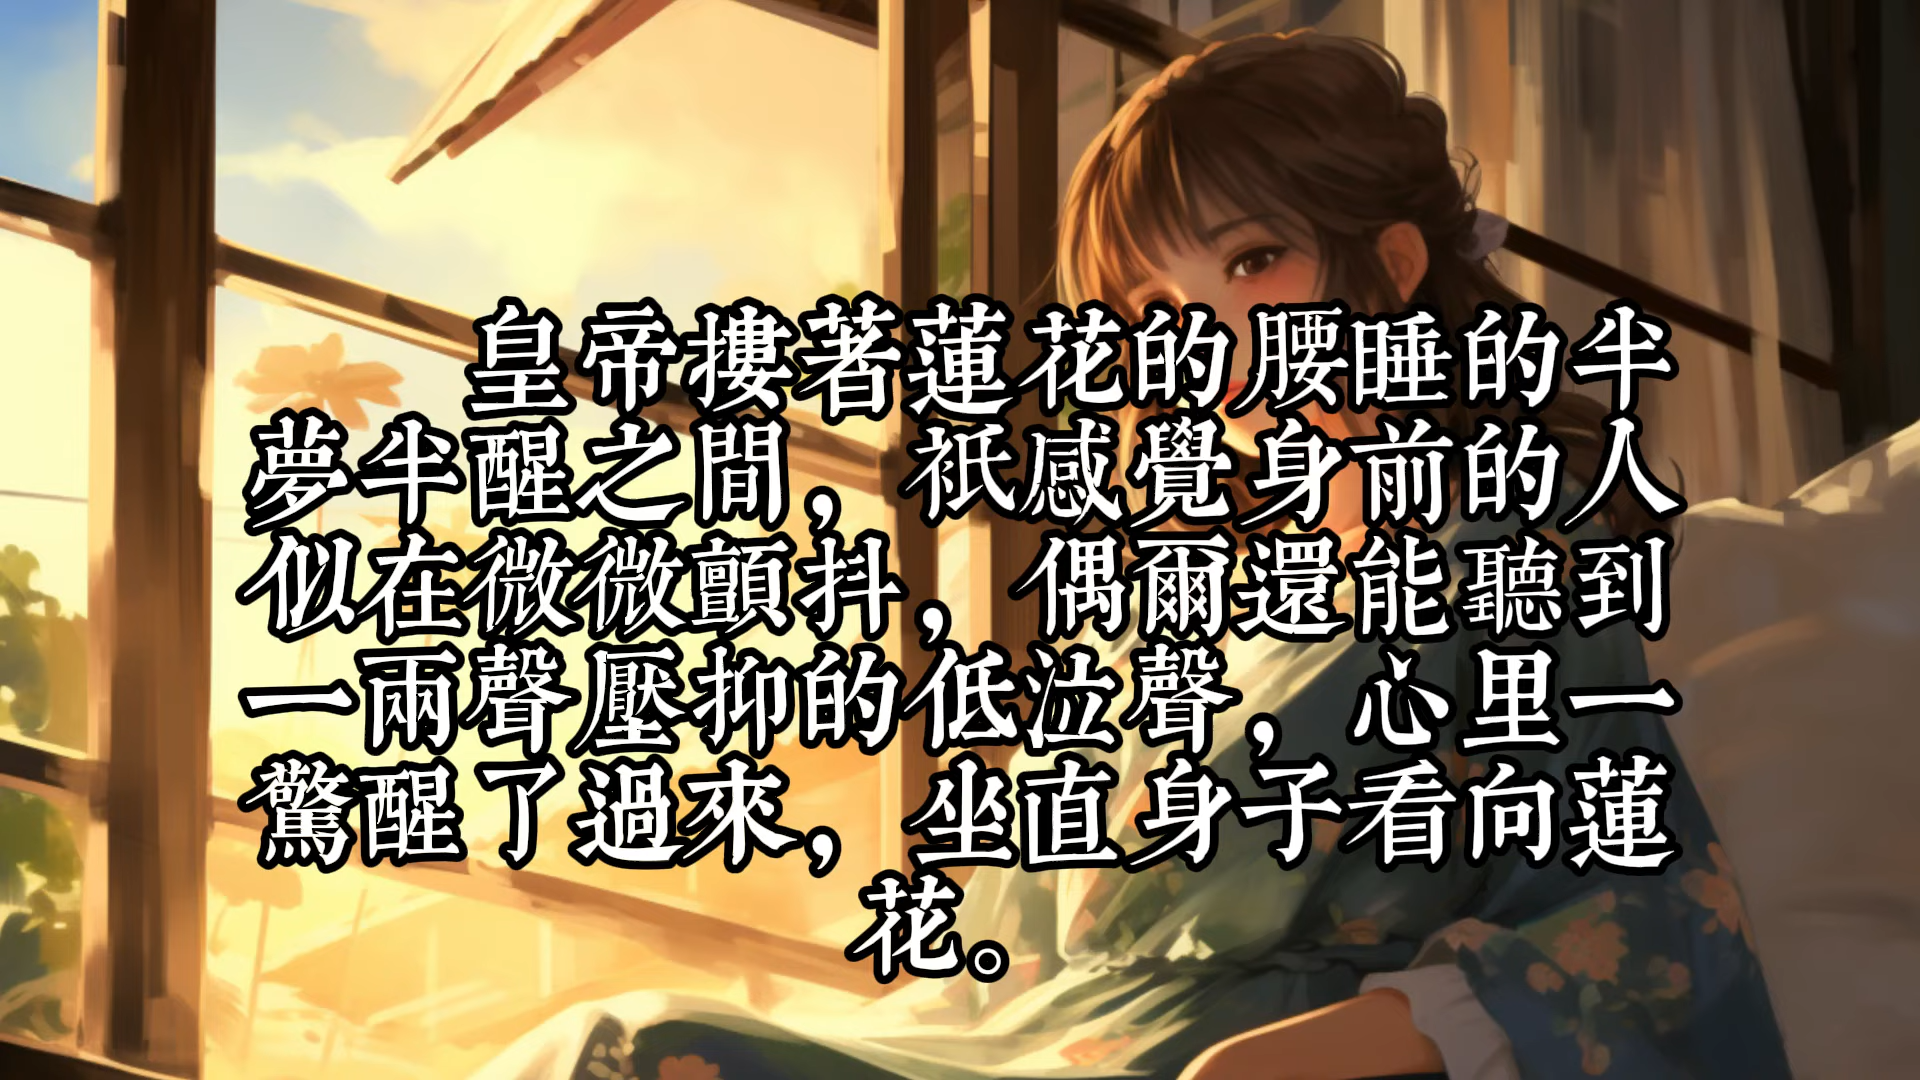 皇帝摟著蓮花的腰睡的半
夢半醒之間，祇感覺身前的人
似在微微顫抖，偶爾還能聽到
一兩聲壓抑的低泣聲，心里一
驚醒了過來，坐直身子看向蓮
花。